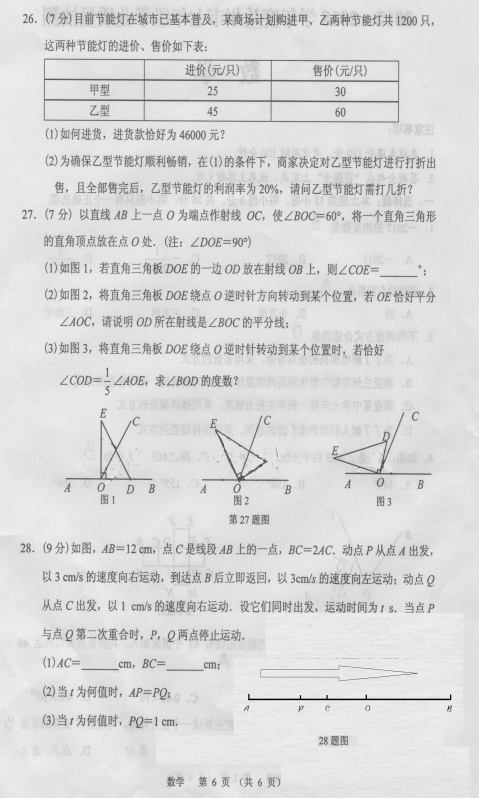 26.(7分)目前节能灯在城市已基本普及,某商场计划购进甲、乙两种节能灯共1200只,
这两种节能灯的进价、售价如下表:
进价(元/只) 售价(元/只)
甲型 25 30
乙型 45 60
(1)如何进货,进货款恰好为46000元?
(2)为确保乙型节能灯顺利畅销,在(1)的条件下,商家决定对乙型节能灯进行打折出
售,且全部售完后,乙型节能灯的利润率为20%,请问乙型节能灯需打几折?
27.(7分)以直线AB上一点O为端点作射线OC,使∠BOC=60°,将一个直角三角形
的直角顶点放在点O处.(注:∠DOE=90°)
(1)如图1,若直角三角板DOE的一边OD放在射线OB上,则∠COE=______°;
(2)如图2,将直角三角板DOE绕点O逆时针方向转动到某个位置,若OE恰好平分
∠AOC,请说明OD所在射线是∠BOC的平分线;
(3)如图3,将直角三角板DOE绕点O逆时针转动到某个位置时,若恰好
∠COD=1/5∠AOE,求∠BOD的度数?
E C
A O D B
图1
E C
A O B
图2
C
E D
A O B
图3
第27题图
28.(9分)如图,AB=12 cm,点C是线段AB上的一点,BC=2AC.动点P从点A出发,
以3 cm/s的速度向右运动,到达点B后立即返回,以3cm/s的速度向左运动;动点Q
从点C出发,以1 cm/s的速度向右运动.设它们同时出发,运动时间为t s.当点P
与点Q第二次重合时,P,Q两点停止运动.
(1)AC=______cm,BC=______cm;
(2)当t为何值时,AP=PQ;
(3)当t为何值时,PQ=1 cm.
A P C Q B
28题图
数学 第6页(共6页)